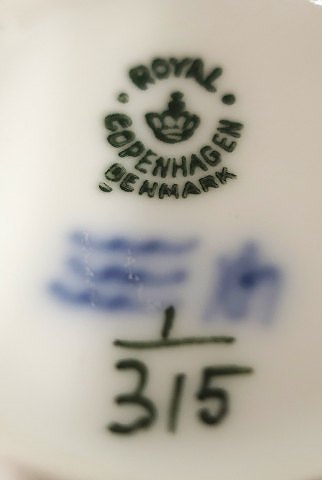 ROYAL
COPENHAGEN
DENMARK
1
315